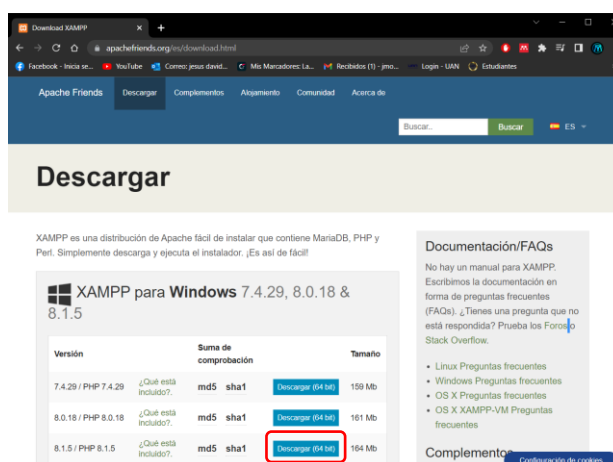 Download XAMPP
apachefriends.org/es/download.html
Facebook - Inicia se... YouTube Correo: jesus david... Mis Marcadores: La... Recibidos (1) - jmo... Login - UAN Estudiantes
Apache Friends Descargar Complementos Alojamiento Comunidad Acerca de
Buscar... Buscar ES
Descargar
XAMPP es una distribución de Apache fácil de instalar que contiene MariaDB, PHP y
Perl. Simplemente descarga y ejecuta el instalador. ¡Es así de fácil!
XAMPP para Windows 7.4.29, 8.0.18 &
8.1.5
Versión Suma de comprobación Tamaño
7.4.29 / PHP 7.4.29 ¿Qué está incluido?. md5 sha1 Descargar (64 bit) 159 Mb
8.0.18 / PHP 8.0.18 ¿Qué está incluido?. md5 sha1 Descargar (64 bit) 161 Mb
8.1.5 / PHP 8.1.5 ¿Qué está incluido?. md5 sha1 Descargar (64 bit) 164 Mb
Documentación/FAQs
No hay un manual para XAMPP.
Escribimos la documentación en
forma de preguntas frecuentes
(FAQs). ¿Tienes una pregunta que no
está respondida? Prueba los Foros o
Stack Overflow.
Linux Preguntas frecuentes
Windows Preguntas frecuentes
OS X Preguntas frecuentes
OS X XAMPP-VM Preguntas
frecuentes
Complementos
Configuración de cookies